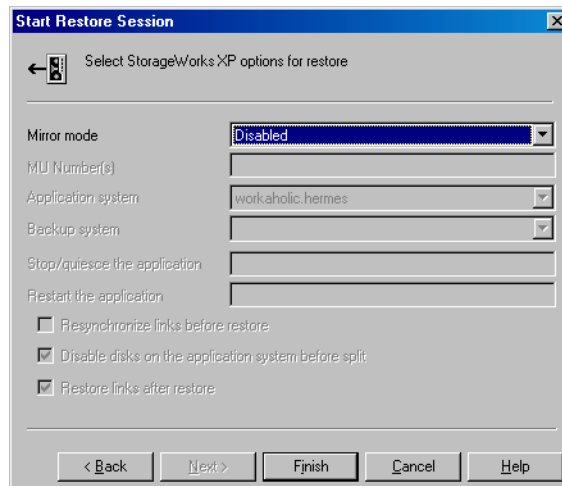 Start Restore Session
Select StorageWorks XP options for restore
Mirror mode
Disabled
MU Number(s)
Application system
workaholic.hermes
Backup system
Stop/quiesce the application
Restart the application
Resynchronize links before restore
Disable disks on the application system before split
Restore links after restore
< Back
Next >
Finish
Cancel
Help